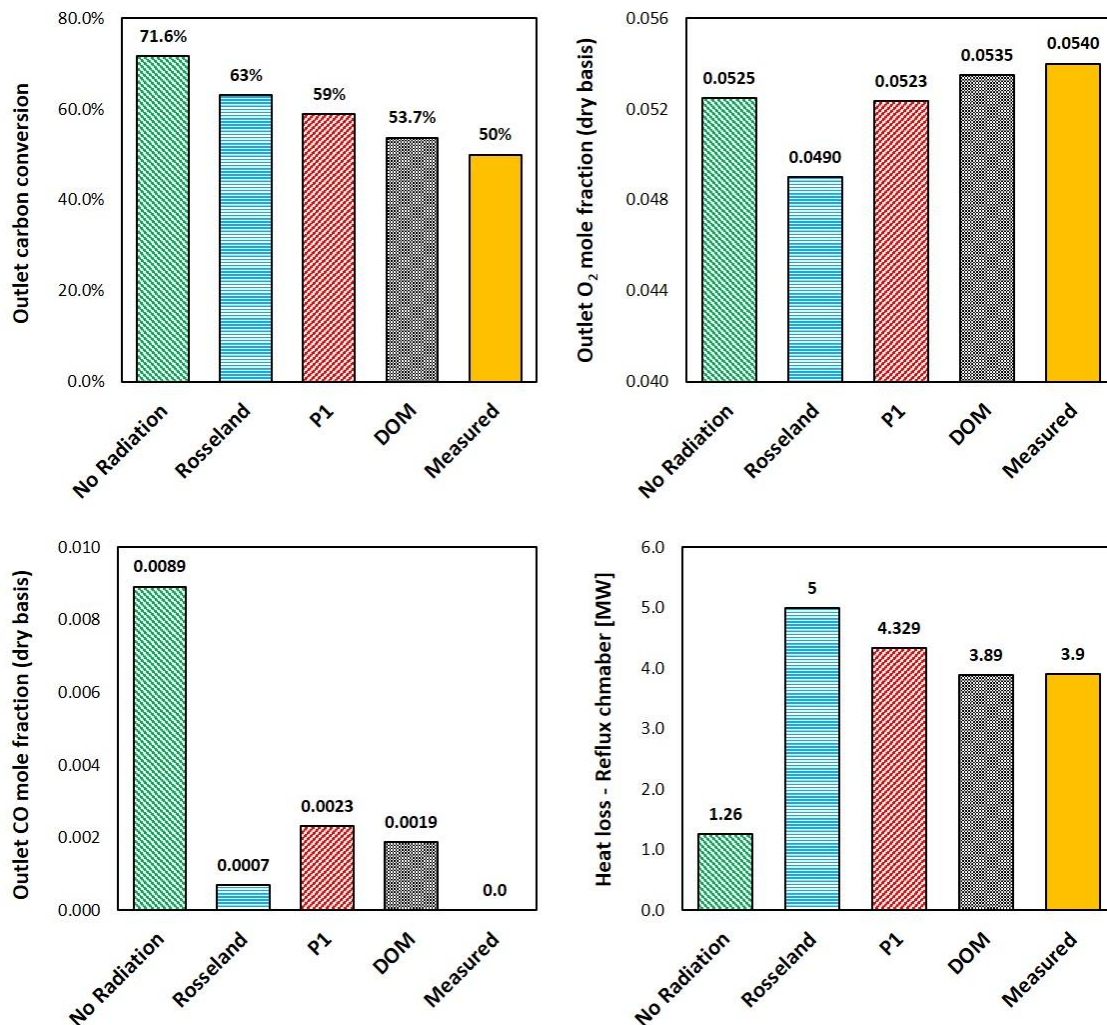 Outlet carbon conversion
80.0%
60.0%
40.0%
20.0%
0.0%
71.6%
63%
59%
53.7%
50%
No Radiation
Rosseland
P1
DOM
Measured
Outlet O₂ mole fraction (dry basis)
0.056
0.052
0.048
0.044
0.040
0.0525
0.0490
0.0523
0.0535
0.0540
No Radiation
Rosseland
P1
DOM
Measured
Outlet CO mole fraction (dry basis)
0.010
0.008
0.006
0.004
0.002
0.000
0.0089
0.0007
0.0023
0.0019
0.0
No Radiation
Rosseland
P1
DOM
Measured
Heat loss - Reflux chmaber [MW]
6.0
5.0
4.0
3.0
2.0
1.0
0.0
1.26
5
4.329
3.89
3.9
No Radiation
Rosseland
P1
DOM
Measured